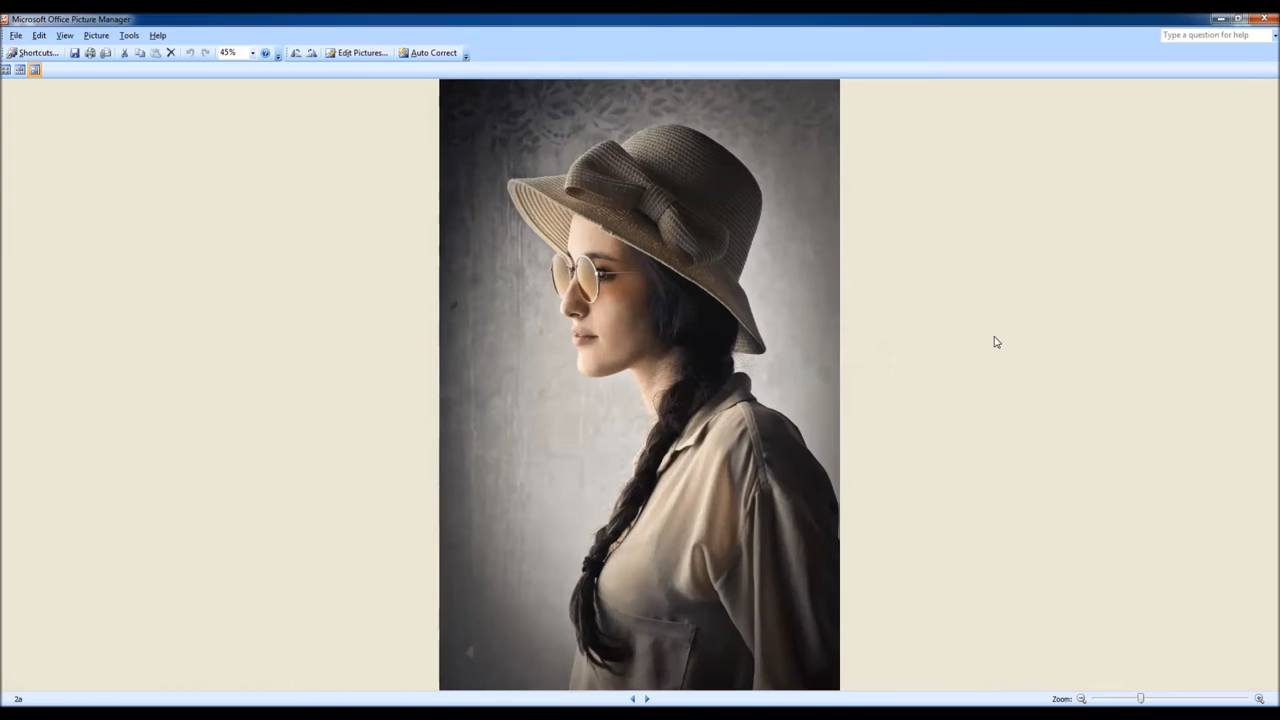 Microsoft Office Picture Manager
File Edit View Picture Tools Help
Type a question for help
Shortcuts... 45% Edit Pictures... Auto Correct
2a
Zoom: